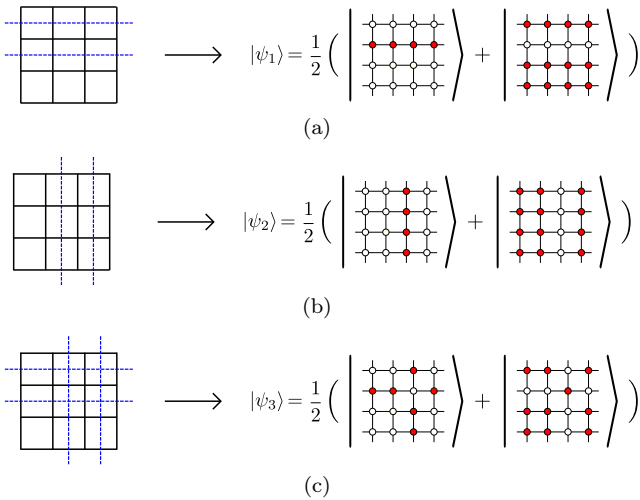 |ψ₁⟩ = 1/2 ( | ⟩ + | ⟩ )
(a)
|ψ₂⟩ = 1/2 ( | ⟩ + | ⟩ )
(b)
|ψ₃⟩ = 1/2 ( | ⟩ + | ⟩ )
(c)